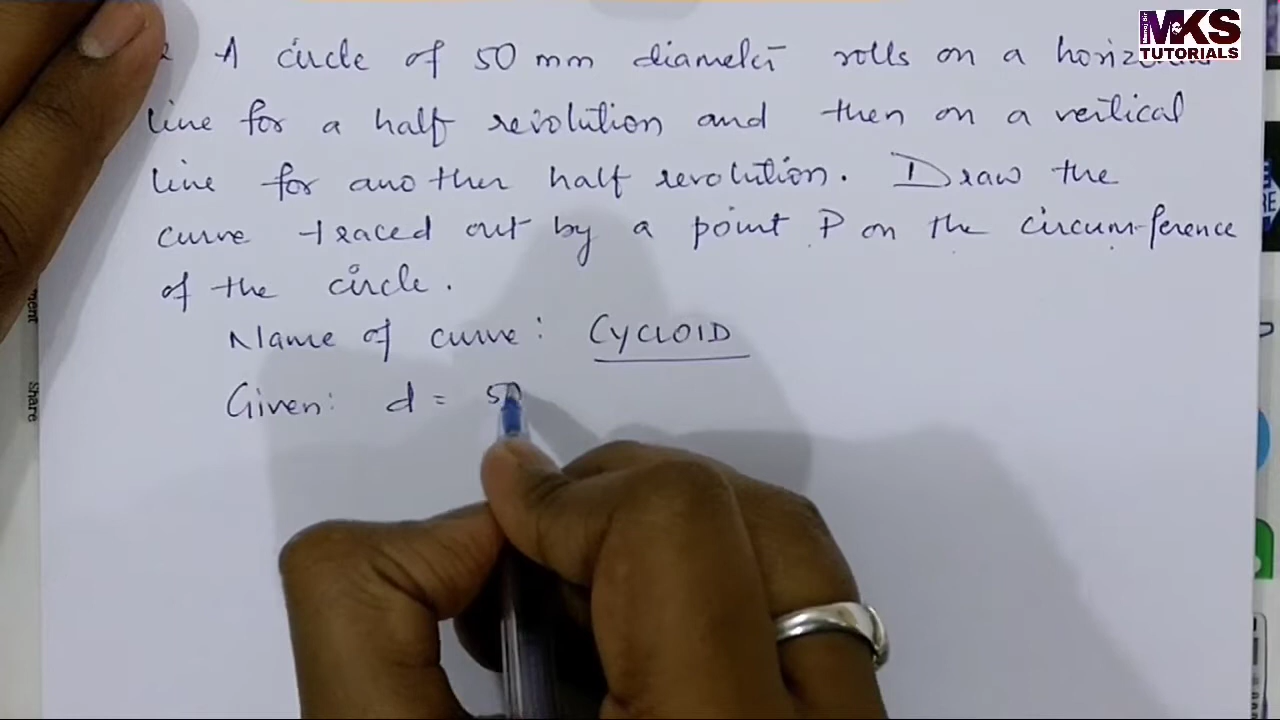 A circle of 50 mm diameter rolls on a
line for a half revolution and then on a vertical
line for another half revolution. Draw the
curve traced out by a point P on the circumference
of the circle.
Name of curve: CYCLOID
Given: d = 50
MKS
TUTORIALS
share